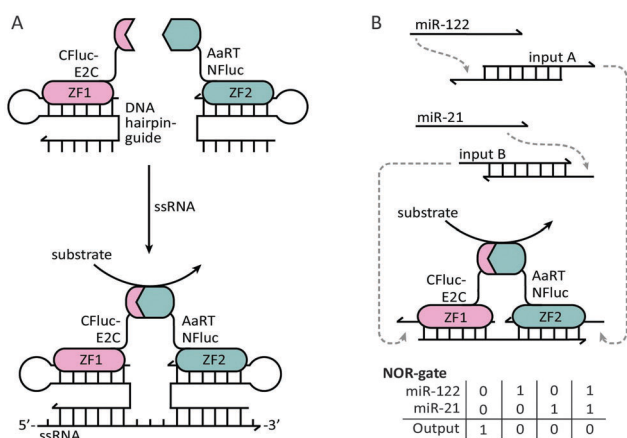 A
CFluc-
E2C
AaRT
NFluc
ZF1
ZF2
DNA
hairpin-
guide
ssRNA
substrate
CFluc-
E2C
AaRT
NFluc
ZF1
ZF2
5'-
-3'
ssRNA
B
miR-122
input A
miR-21
input B
substrate
CFluc-
E2C
AaRT
NFluc
ZF1
ZF2
NOR-gate
miR-122 0 1 0 1
miR-21 0 0 1 1
Output 1 0 0 0